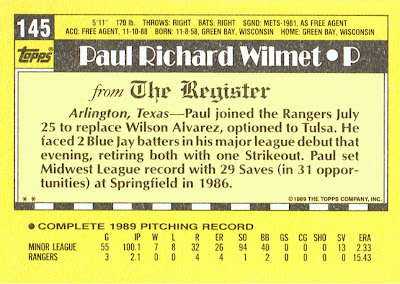 145
5'11" 170 lb. THROWS: RIGHT BATS: RIGHT SGND: METS-1981, AS FREE AGENT
ACQ: FREE AGENT, 11-10-88 BORN: 11-8-58, GREEN BAY, WISCONSIN HOME: GREEN BAY, WISCONSIN
Topps
Paul Richard Wilmet • P
from The Register
Arlington, Texas—Paul joined the Rangers July
25 to replace Wilson Alvarez, optioned to Tulsa. He
faced 2 Blue Jay batters in his major league debut that
evening, retiring both with one Strikeout. Paul set
Midwest League record with 29 Saves (in 31 oppor-
tunities) at Springfield in 1986.
* * ©1989 THE TOPPS COMPANY, INC.
• COMPLETE 1989 PITCHING RECORD
G IP W L R ER SO BB GS CG SHO SV ERA
MINOR LEAGUE 55 100.1 7 8 32 26 94 40 0 0 0 13 2.33
RANGERS 3 2.1 0 0 4 4 1 2 0 0 0 0 15.43